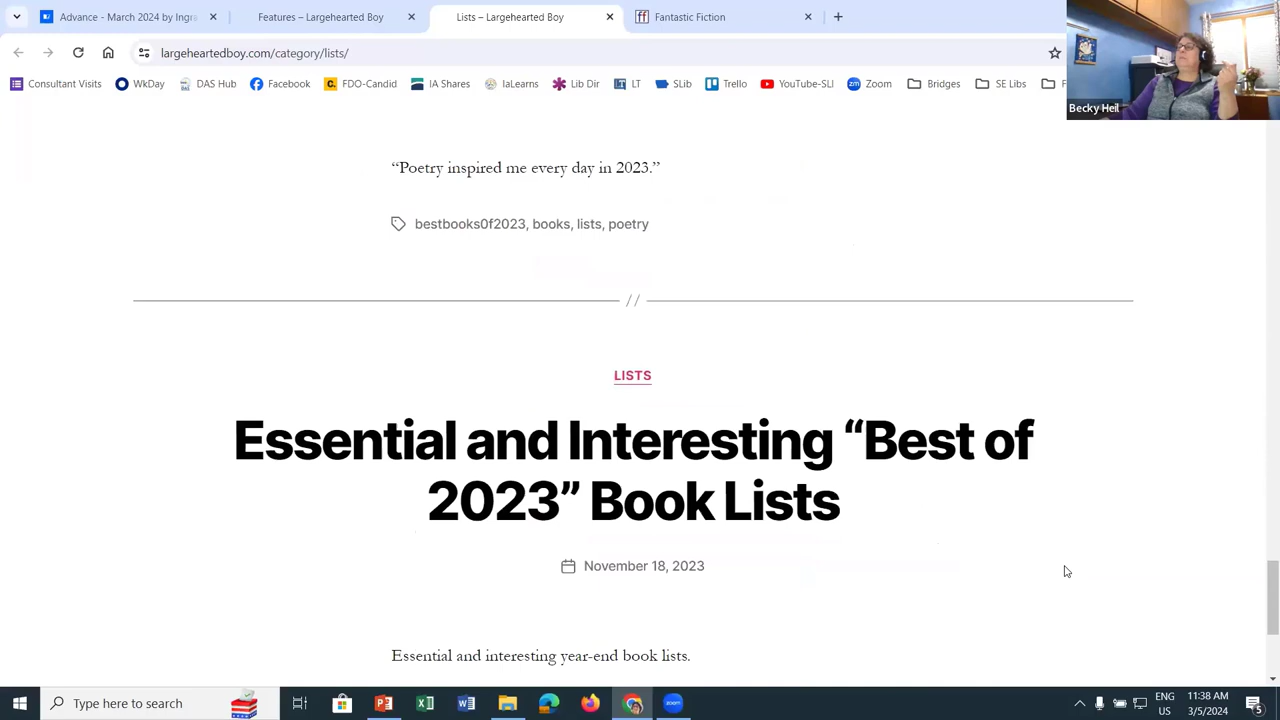 Advance - March 2024 by Ingra
Features – Largehearted Boy
Lists – Largehearted Boy
Fantastic Fiction
largeheartedboy.com/category/lists/
Consultant Visits
WkDay
DAS Hub
Facebook
FDO-Candid
IA Shares
IaLearns
Lib Dir
LT
SLib
Trello
YouTube-SLI
Zoom
Bridges
SE Libs
F
Becky Heil
“Poetry inspired me every day in 2023.”
bestbooks0f2023, books, lists, poetry
//
LISTS
Essential and Interesting “Best of
2023” Book Lists
November 18, 2023
Essential and interesting year-end book lists.
Type here to search
zoom
ENG
US
11:38 AM
3/5/2024
5